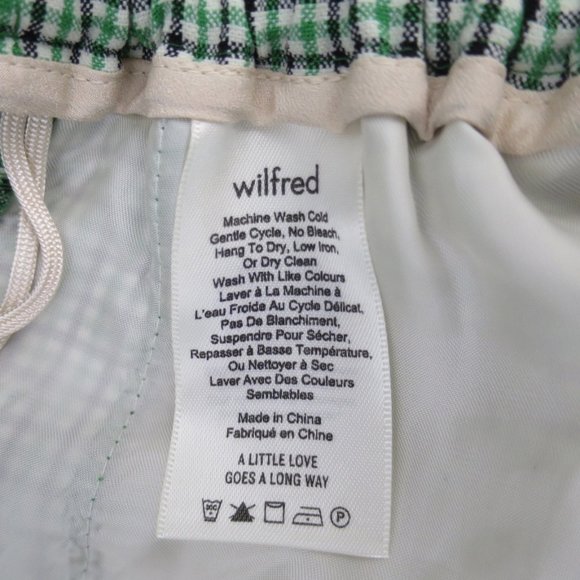 wilfred
Machine Wash Cold
Gentle Cycle, No Bleach,
Hang To Dry, Low Iron,
Or Dry Clean
Wash With Like Colours
Laver à La Machine à
L'eau Froide Au Cycle Délicat,
Pas De Blanchiment,
Suspendre Pour Sécher,
Repasser à Basse Température,
Ou Nettoyer à Sec
Laver Avec Des Couleurs
Semblables
Made in China
Fabriqué en Chine
A LITTLE LOVE
GOES A LONG WAY
P